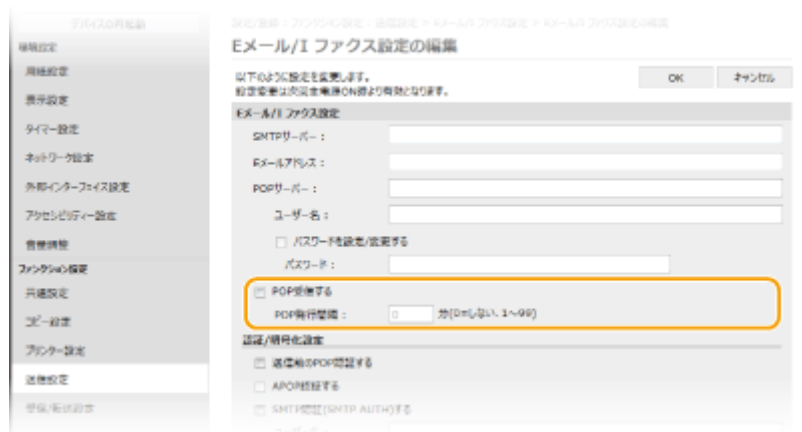 デバイスの再起動
環境設定
用紙設定
表示設定
タイマー設定
ネットワーク設定
外部インターフェイス設定
アクセシビリティー設定
音量調整
ファンクション設定
共通設定
コピー設定
プリンター設定
送信設定
受信/転送設定
設定/登録 : ファンクション設定 : 送信設定 > Eメール/I ファクス設定 > Eメール/I ファクス設定の編集
Eメール/I ファクス設定の編集
以下のように設定を変更します。
設定変更は次回主電源ON時より有効となります。
OK
キャンセル
Eメール/I ファクス設定
SMTPサーバー :
Eメールアドレス :
POPサーバー :
ユーザー名 :
パスワードを設定/変更する
パスワード :
POP受信する
POP発行間隔 :
0
分(0=しない、1～99)
認証/暗号化設定
送信前のPOP認証する
APOP認証する
SMTP認証(SMTP AUTH)する